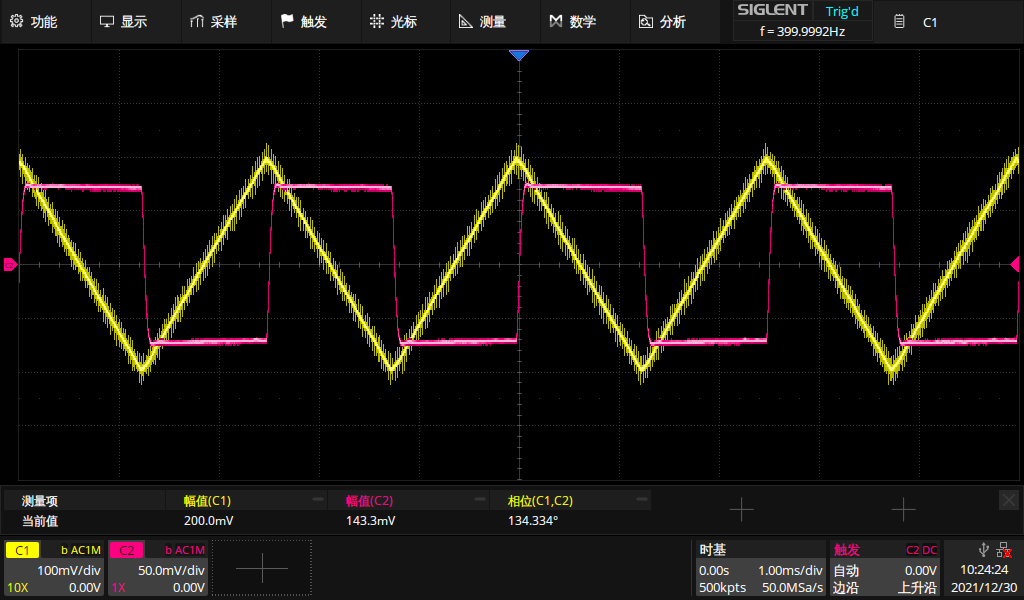 功能 显示 采样 触发 光标 测量 数学 分析 SIGLENT Trig'd C1
f = 399.9992Hz
测量项 幅值(C1) 幅值(C2) 相位(C1,C2)
当前值 200.0mV 143.3mV 134.334°
C1 b AC1M C2 b AC1M 时基 触发 C2 DC
100mV/div 50.0mV/div 0.00s 1.00ms/div 自动 0.00V 10:24:24
10X 0.00V 1X 0.00V 500kpts 50.0MSa/s 边沿 上升沿 2021/12/30